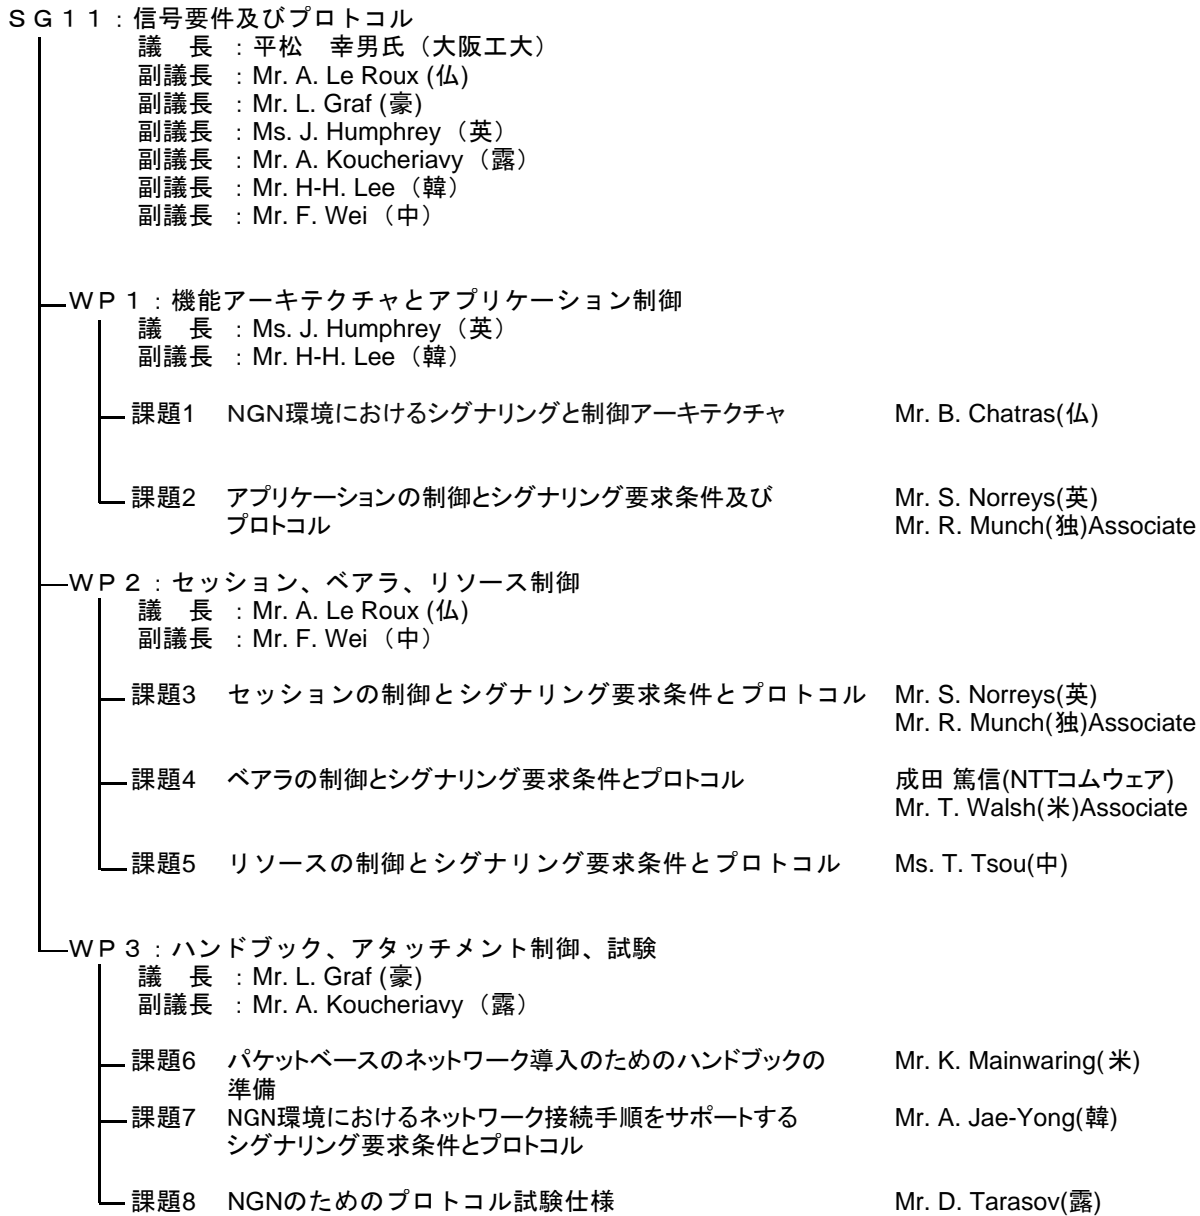 ＳＧ１１：信号要件及びプロトコル
議　長　：平松　幸男氏（大阪工大）
副議長　：Mr. A. Le Roux (仏)
副議長　：Mr. L. Graf (豪)
副議長　：Ms. J. Humphrey（英）
副議長　：Mr. A. Koucheriavy（露）
副議長　：Mr. H-H. Lee（韓）
副議長　：Mr. F. Wei（中）
ＷＰ１：機能アーキテクチャとアプリケーション制御
議　長　：Ms. J. Humphrey（英）
副議長　：Mr. H-H. Lee（韓）
課題1　NGN環境におけるシグナリングと制御アーキテクチャ　Mr. B. Chatras(仏)
課題2　アプリケーションの制御とシグナリング要求条件及び　Mr. S. Norreys(英)
プロトコル　Mr. R. Munch(独)Associate
ＷＰ２：セッション、ベアラ、リソース制御
議　長　：Mr. A. Le Roux (仏)
副議長　：Mr. F. Wei（中）
課題3　セッションの制御とシグナリング要求条件とプロトコル　Mr. S. Norreys(英)
Mr. R. Munch(独)Associate
課題4　ベアラの制御とシグナリング要求条件とプロトコル　成田 篤信(NTTコムウェア)
Mr. T. Walsh(米)Associate
課題5　リソースの制御とシグナリング要求条件とプロトコル　Ms. T. Tsou(中)
ＷＰ３：ハンドブック、アタッチメント制御、試験
議　長　：Mr. L. Graf (豪)
副議長　：Mr. A. Koucheriavy（露）
課題6　パケットベースのネットワーク導入のためのハンドブックの　Mr. K. Mainwaring(米)
準備
課題7　NGN環境におけるネットワーク接続手順をサポートする　Mr. A. Jae-Yong(韓)
シグナリング要求条件とプロトコル
課題8　NGNのためのプロトコル試験仕様　Mr. D. Tarasov(露)